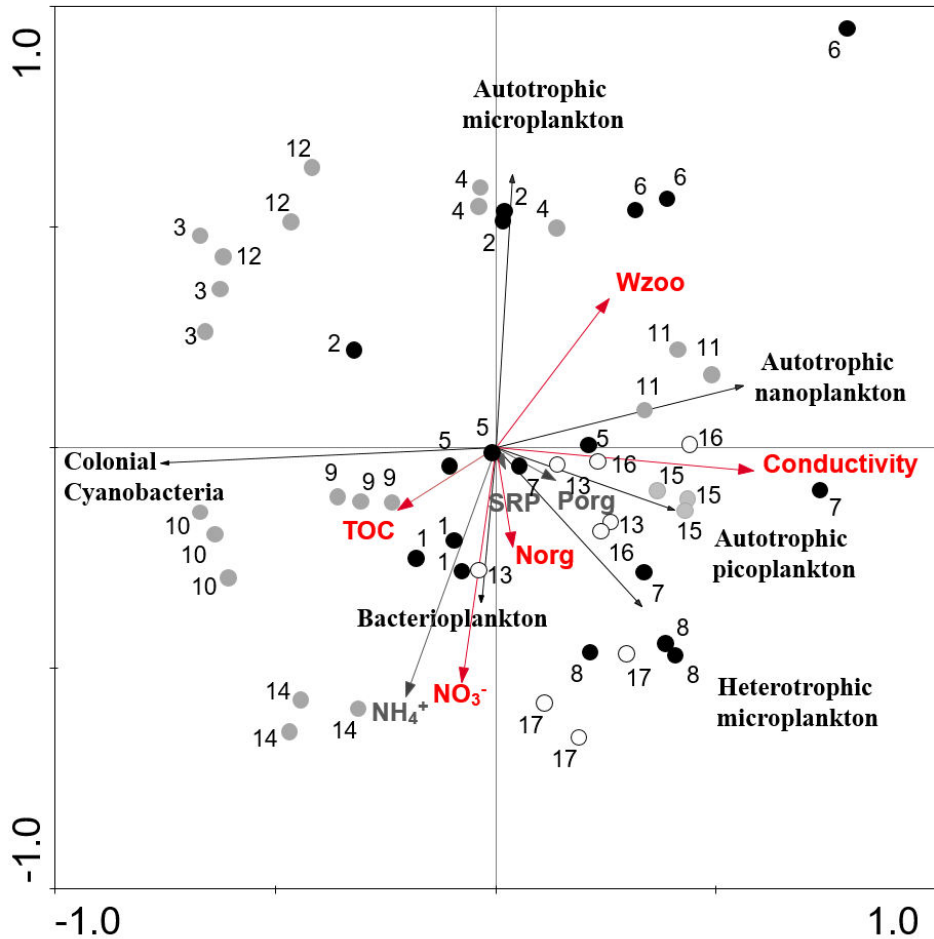 1.0
6
Autotrophic
microplankton
12
4
2
6
6
12
4
4
3
2
12
Wzoo
3
11
11
3
2
Autotrophic
nanoplankton
11
5
5
5
16
Colonial
Cyanobacteria
9
9
9
7
13
16
15
Conductivity
SRP
Porg
15
7
10
TOC
15
13
Autotrophic
picoplankton
10
1
Norg
16
10
1
1
13
7
Bacterioplankton
8
14
NO₃⁻
8
17
8
Heterotrophic
microplankton
NH₄⁺
14
14
17
17
-1.0
-1.0
1.0